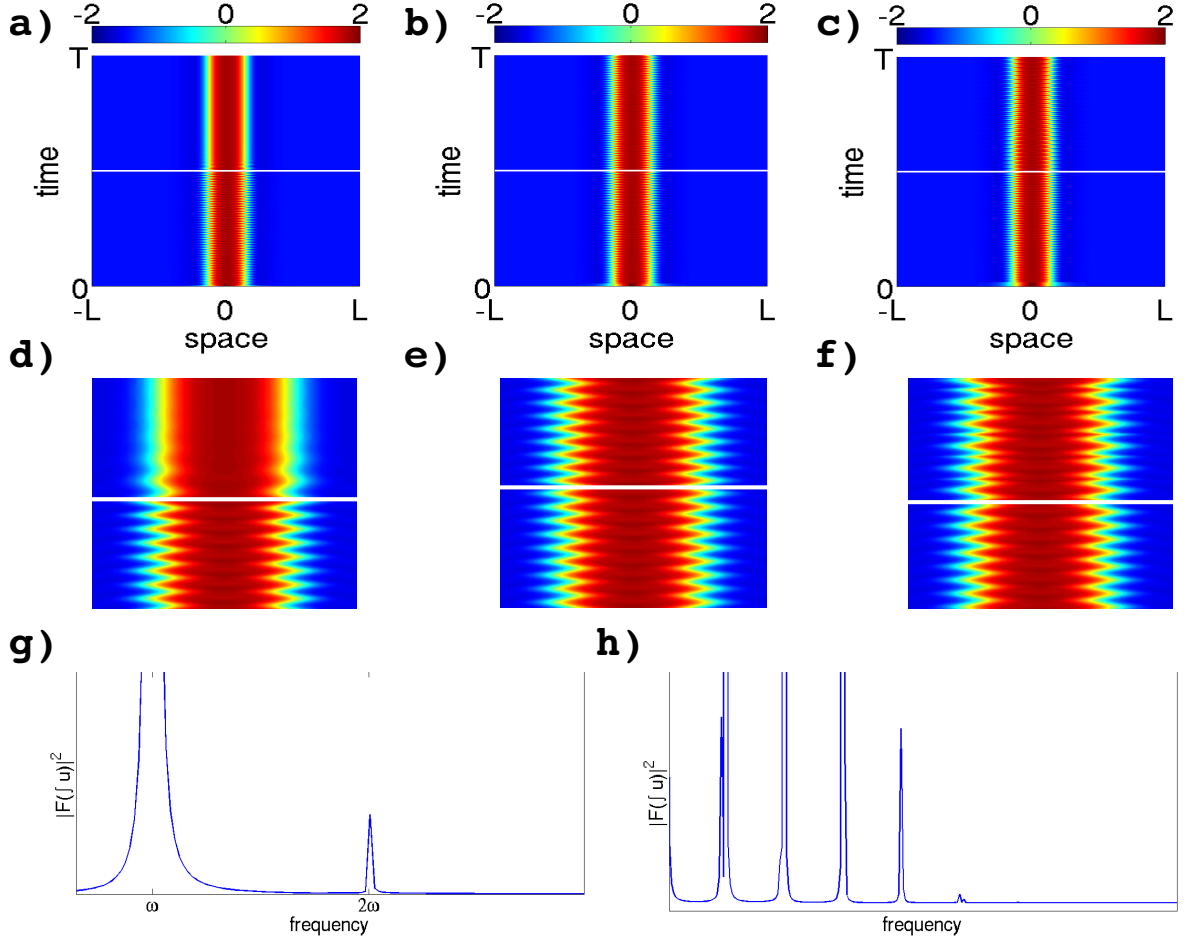 a)
-2 0 2
T
time
0
-L 0 L
space
b)
-2 0 2
T
time
0
-L 0 L
space
c)
-2 0 2
T
time
0
-L 0 L
space
d)
e)
f)
g)
|F(∫ u)|²
ω 2ω
frequency
h)
|F(∫ u)|²
frequency